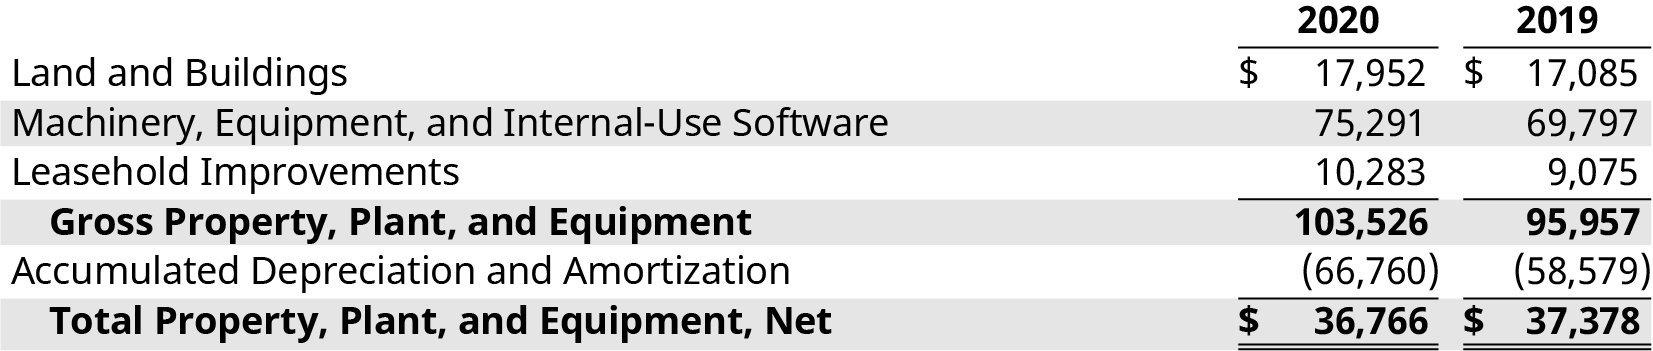 2020 2019
Land and Buildings $ 17,952 $ 17,085
Machinery, Equipment, and Internal-Use Software 75,291 69,797
Leasehold Improvements 10,283 9,075
Gross Property, Plant, and Equipment 103,526 95,957
Accumulated Depreciation and Amortization (66,760) (58,579)
Total Property, Plant, and Equipment, Net $ 36,766 $ 37,378